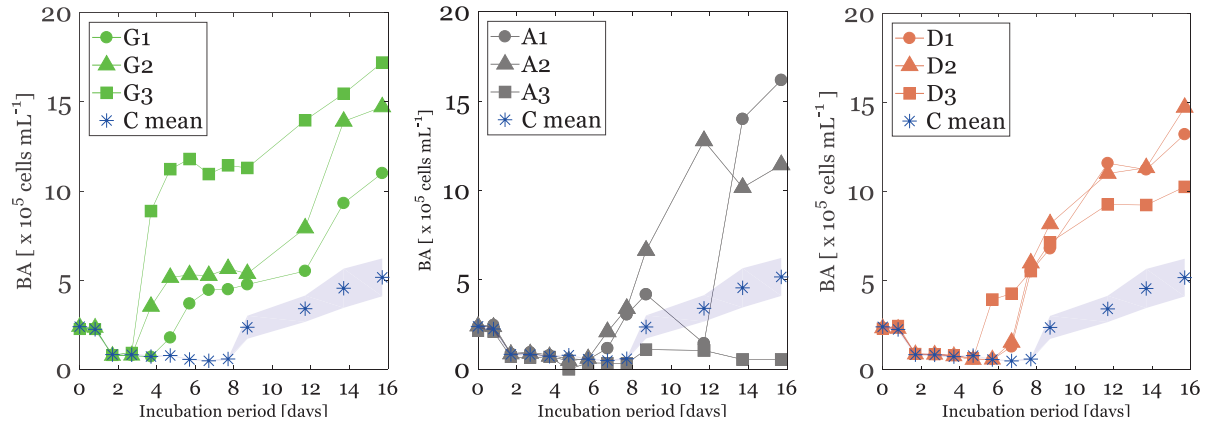 20
15
10
5
0
BA [ x 10⁵ cells mL⁻¹]
G1
G2
G3
C mean
0 2 4 6 8 10 12 14 16
Incubation period [days]
20
15
10
5
0
BA [ x 10⁵ cells mL⁻¹]
A1
A2
A3
C mean
0 2 4 6 8 10 12 14 16
Incubation period [days]
20
15
10
5
0
BA [ x 10⁵ cells mL⁻¹ ]
D1
D2
D3
C mean
0 2 4 6 8 10 12 14 16
Incubation period [days]